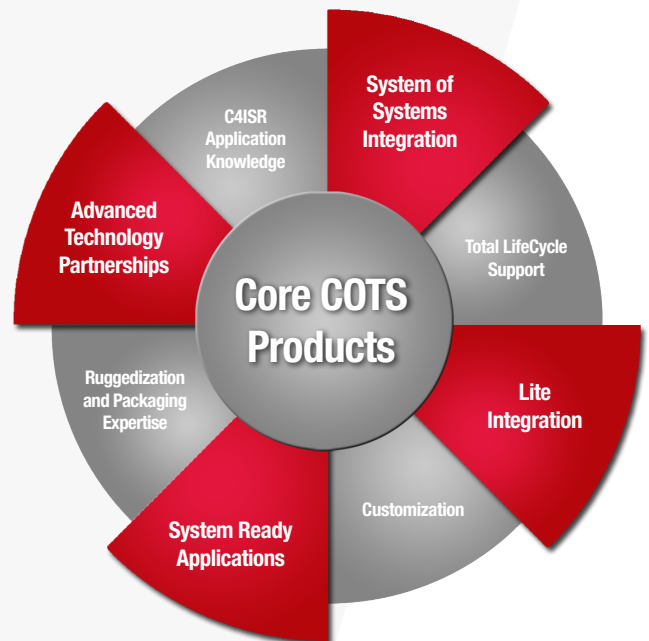 System of
Systems
Integration
Total LifeCycle
Support
Lite
Integration
Customization
System Ready
Applications
Ruggedization
and Packaging
Expertise
Advanced
Technology
Partnerships
C4ISR
Application
Knowledge
Core COTS
Products